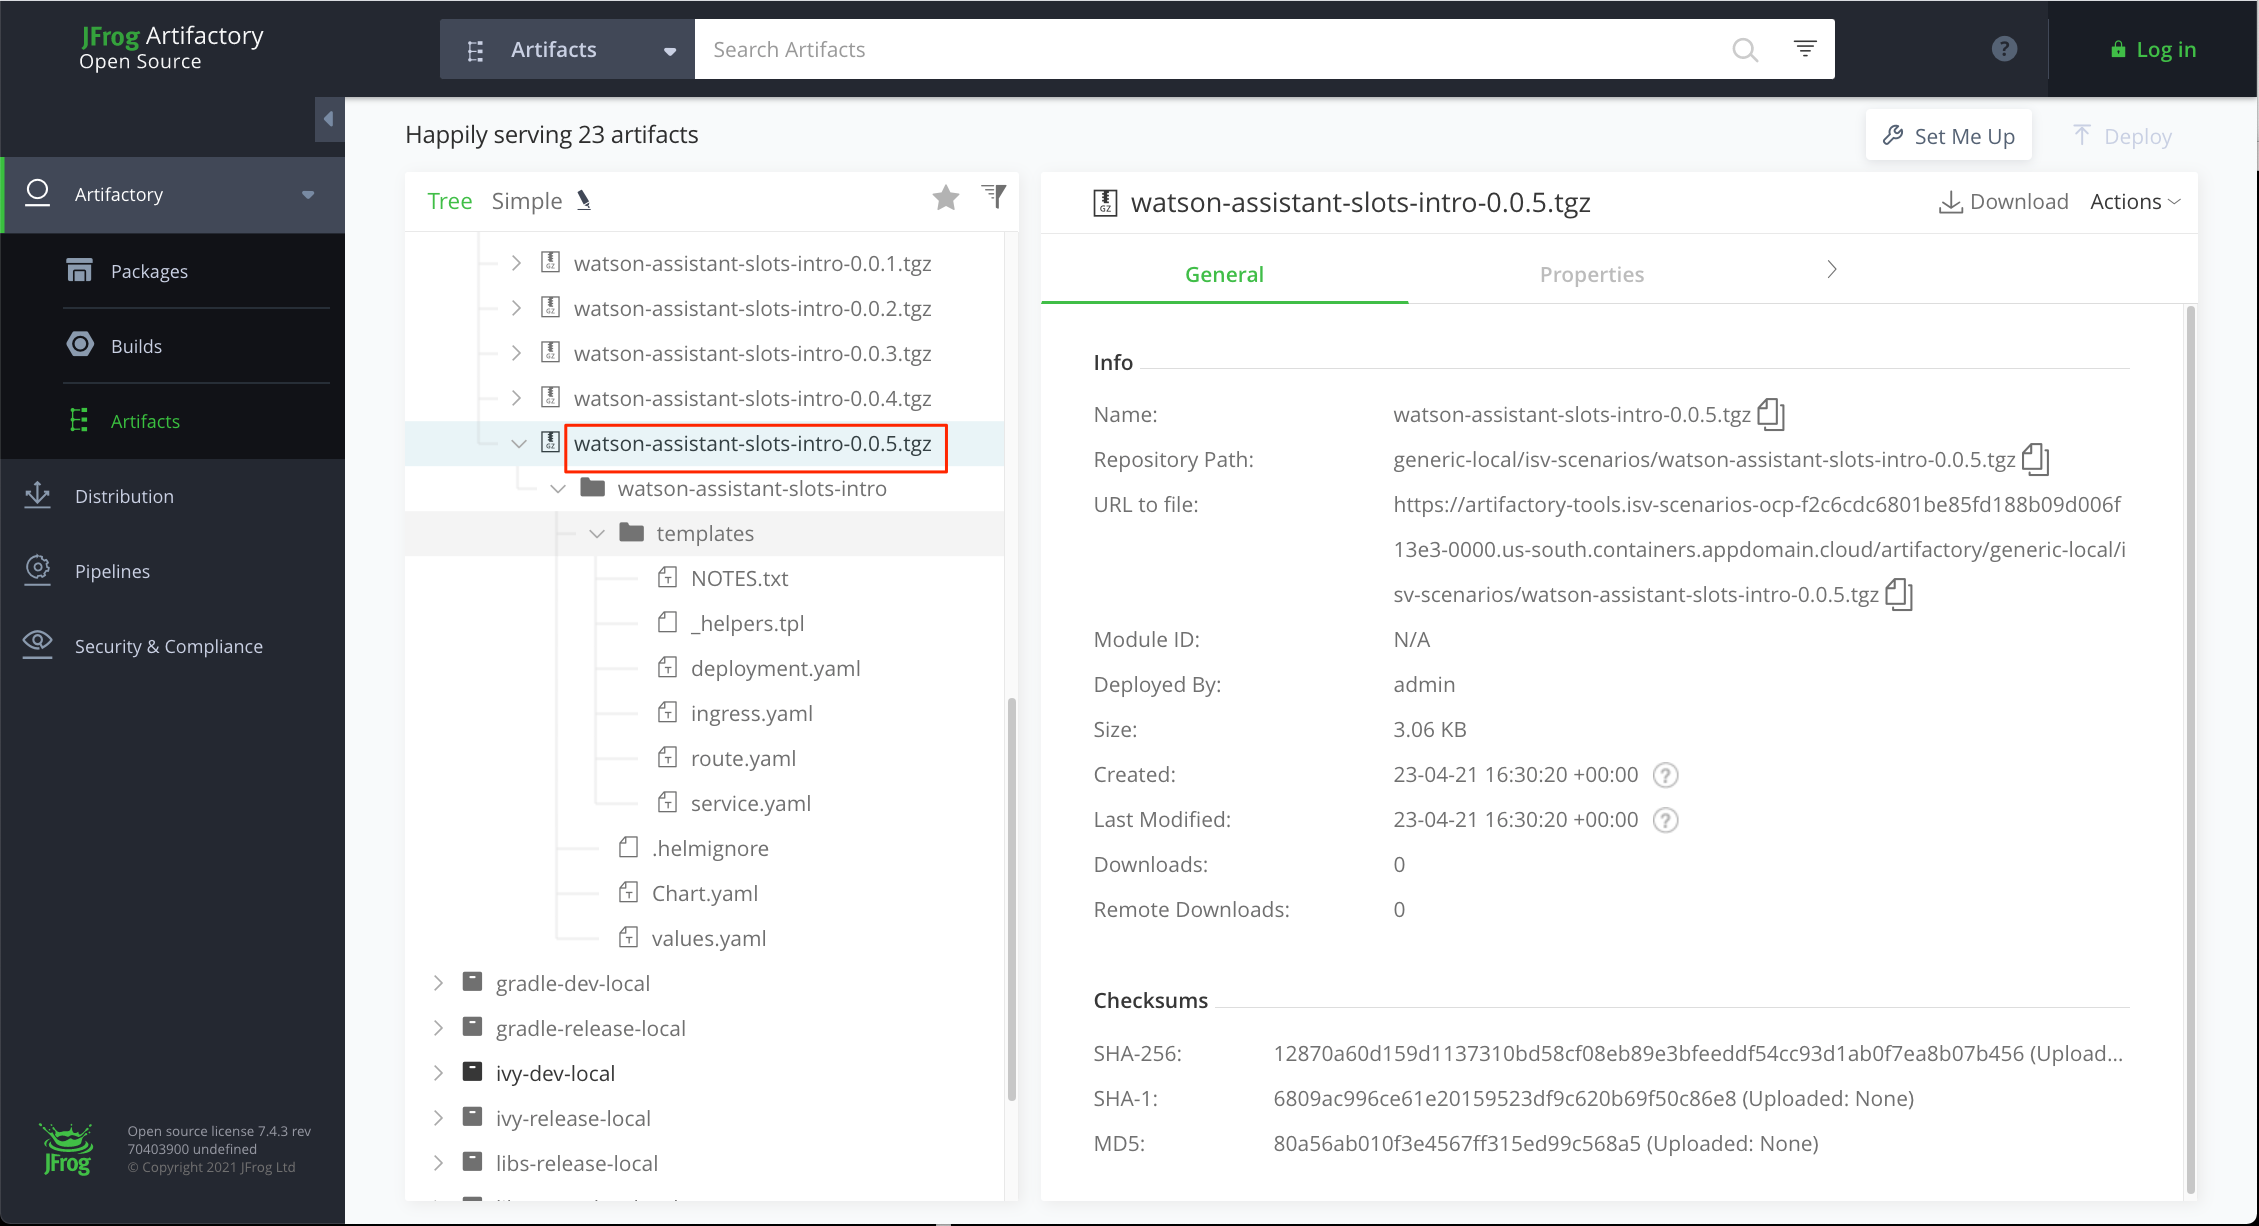 JFrog Artifactory
Open Source
Artifacts
Search Artifacts
?
Log in
Happily serving 23 artifacts
Set Me Up
Deploy
Artifactory
Packages
Builds
Artifacts
Distribution
Pipelines
Security & Compliance
JFrog
Open source license 7.4.3 rev
70403900 undefined
© Copyright 2021 JFrog Ltd
Tree Simple
watson-assistant-slots-intro-0.0.1.tgz
watson-assistant-slots-intro-0.0.2.tgz
watson-assistant-slots-intro-0.0.3.tgz
watson-assistant-slots-intro-0.0.4.tgz
watson-assistant-slots-intro-0.0.5.tgz
watson-assistant-slots-intro
templates
NOTES.txt
_helpers.tpl
deployment.yaml
ingress.yaml
route.yaml
service.yaml
.helmignore
Chart.yaml
values.yaml
gradle-dev-local
gradle-release-local
ivy-dev-local
ivy-release-local
libs-release-local
watson-assistant-slots-intro-0.0.5.tgz
Download
Actions
General
Properties
Info
Name: watson-assistant-slots-intro-0.0.5.tgz
Repository Path: generic-local/isv-scenarios/watson-assistant-slots-intro-0.0.5.tgz
URL to file: https://artifactory-tools.isv-scenarios-ocp-f2c6cdc6801be85fd188b09d006f
13e3-0000.us-south.containers.appdomain.cloud/artifactory/generic-local/i
sv-scenarios/watson-assistant-slots-intro-0.0.5.tgz
Module ID: N/A
Deployed By: admin
Size: 3.06 KB
Created: 23-04-21 16:30:20 +00:00 ?
Last Modified: 23-04-21 16:30:20 +00:00 ?
Downloads: 0
Remote Downloads: 0
Checksums
SHA-256: 12870a60d159d1137310bd58cf08eb89e3bfeeddf54cc93d1ab0f7ea8b07b456 (Upload...
SHA-1: 6809ac996ce61e20159523df9c620b69f50c86e8 (Uploaded: None)
MD5: 80a56ab010f3e4567ff315ed99c568a5 (Uploaded: None)